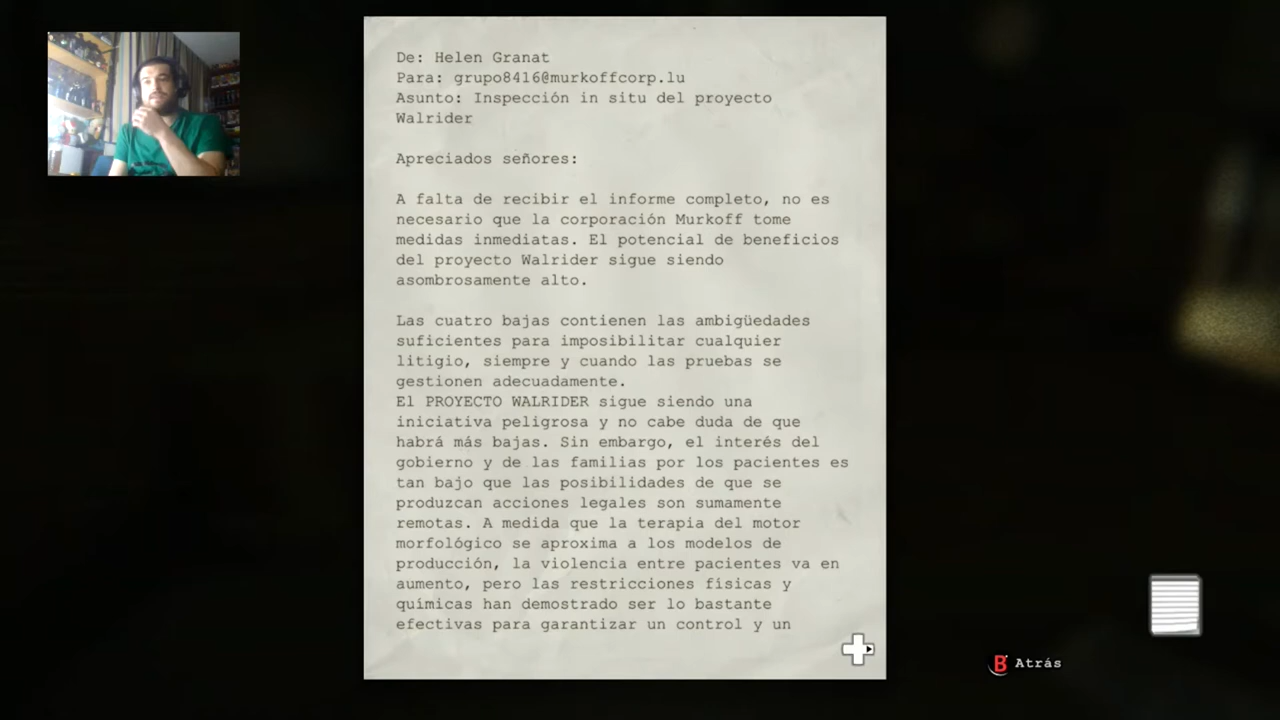 De: Helen Granat
Para: grupo8416@murkoffcorp.lu
Asunto: Inspección in situ del proyecto
Walrider
Apreciados señores:
A falta de recibir el informe completo, no es
necesario que la corporación Murkoff tome
medidas inmediatas. El potencial de beneficios
del proyecto Walrider sigue siendo
asombrosamente alto.
Las cuatro bajas contienen las ambigüedades
suficientes para imposibilitar cualquier
litigio, siempre y cuando las pruebas se
gestionen adecuadamente.
El PROYECTO WALRIDER sigue siendo una
iniciativa peligrosa y no cabe duda de que
habrá más bajas. Sin embargo, el interés del
gobierno y de las familias por los pacientes es
tan bajo que las posibilidades de que se
produzcan acciones legales son sumamente
remotas. A medida que la terapia del motor
morfológico se aproxima a los modelos de
producción, la violencia entre pacientes va en
aumento, pero las restricciones físicas y
químicas han demostrado ser lo bastante
efectivas para garantizar un control y un
B Atrás